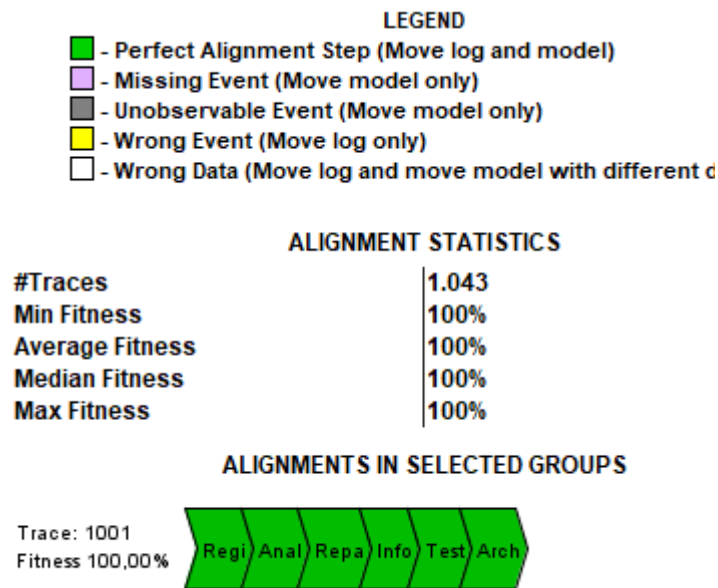 LEGEND
- Perfect Alignment Step (Move log and model)
- Missing Event (Move model only)
- Unobservable Event (Move model only)
- Wrong Event (Move log only)
- Wrong Data (Move log and move model with different d
ALIGNMENT STATISTICS
#Traces 1.043
Min Fitness 100%
Average Fitness 100%
Median Fitness 100%
Max Fitness 100%
ALIGNMENTS IN SELECTED GROUPS
Trace: 1001
Fitness 100,00%
Regi Anal Repa Info Test Arch